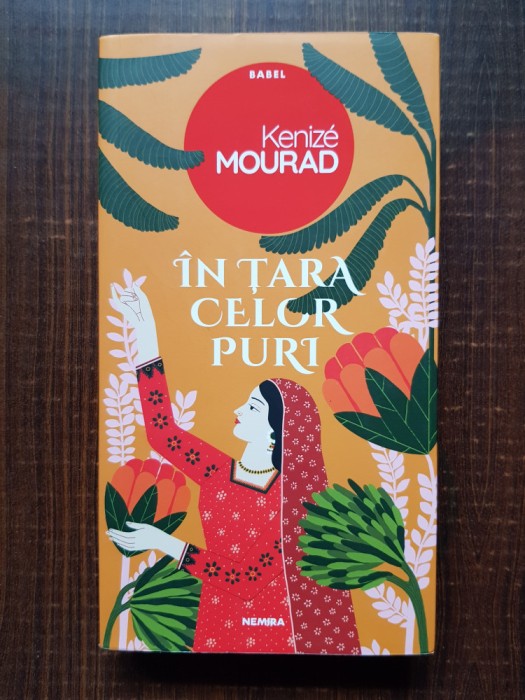 BABEL
Kenizé
MOURAD
ÎN ȚARA
CELOR
PURI
NEMIRA